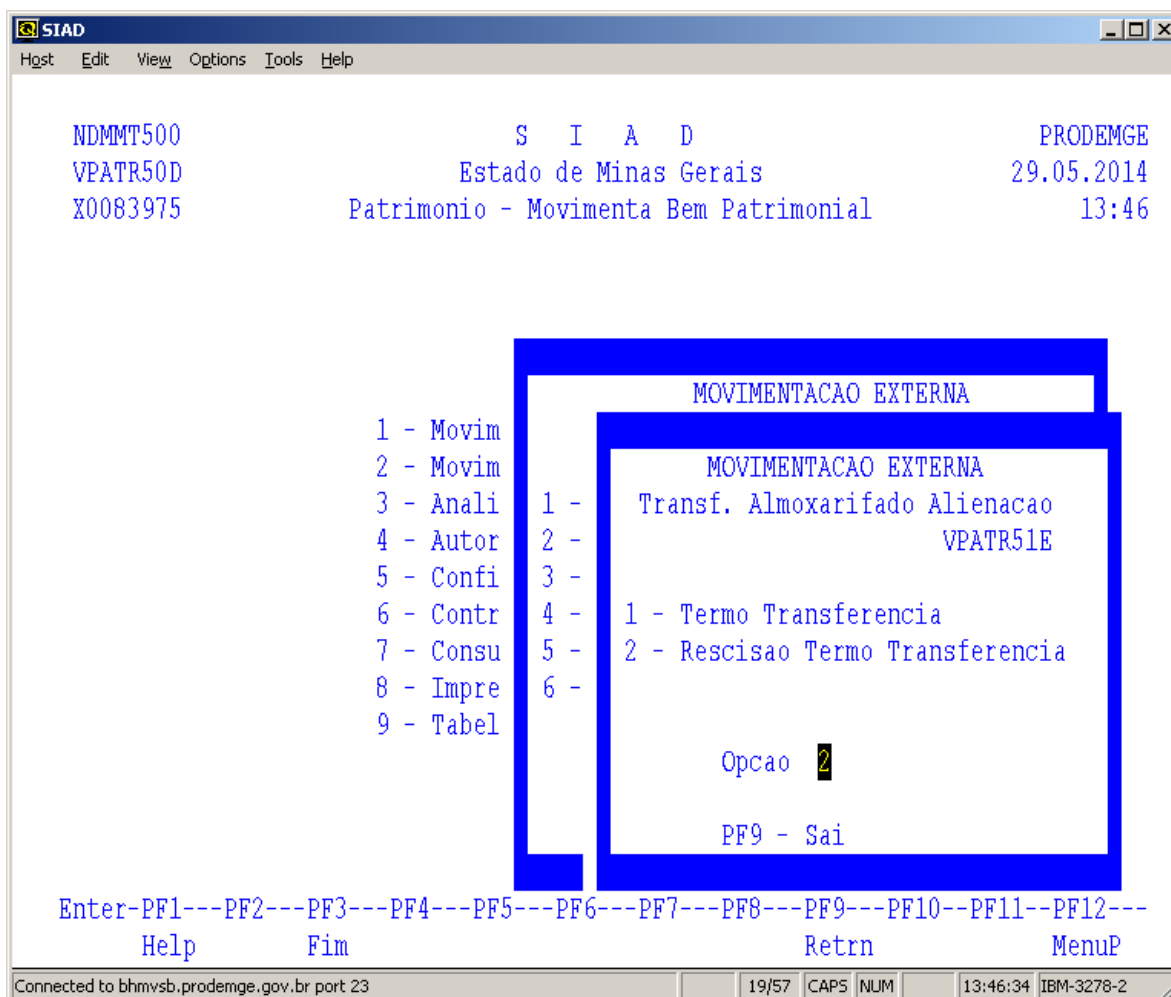 SIAD
Host Edit View Options Tools Help
NDMMT500 S I A D PRODEMGE
VPATR50D Estado de Minas Gerais 29.05.2014
X0083975 Patrimonio - Movimenta Bem Patrimonial 13:46
MOVIMENTACAO EXTERNA
1 - Movim
2 - Movim MOVIMENTACAO EXTERNA
3 - Anali 1 - Transf. Almoxarifado Alienacao
4 - Autor 2 - VPATR51E
5 - Confi 3 -
6 - Contr 4 - 1 - Termo Transferencia
7 - Consu 5 - 2 - Rescisao Termo Transferencia
8 - Impre 6 -
9 - Tabel
Opcao 2
PF9 - Sai
Enter-PF1---PF2---PF3---PF4---PF5---PF6---PF7---PF8---PF9---PF10--PF11--PF12---
Help Fim Retrn MenuP
Connected to bhmvsb.prodemge.gov.br port 23 19/57 CAPS NUM 13:46:34 IBM-3278-2